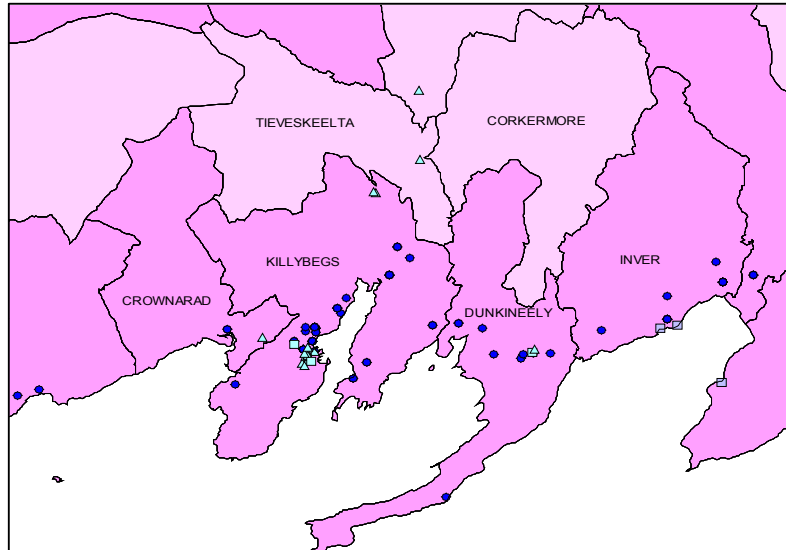 TIEVESKEELTA
CORKERMORE
KILLYBEGS
INVER
CROWNARAD
DUNKINEELY